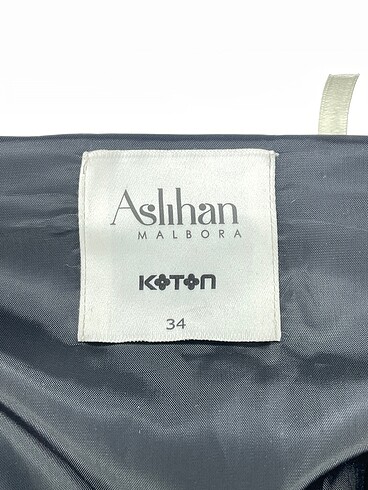 Aslıhan
MALBORA
KOTON
34